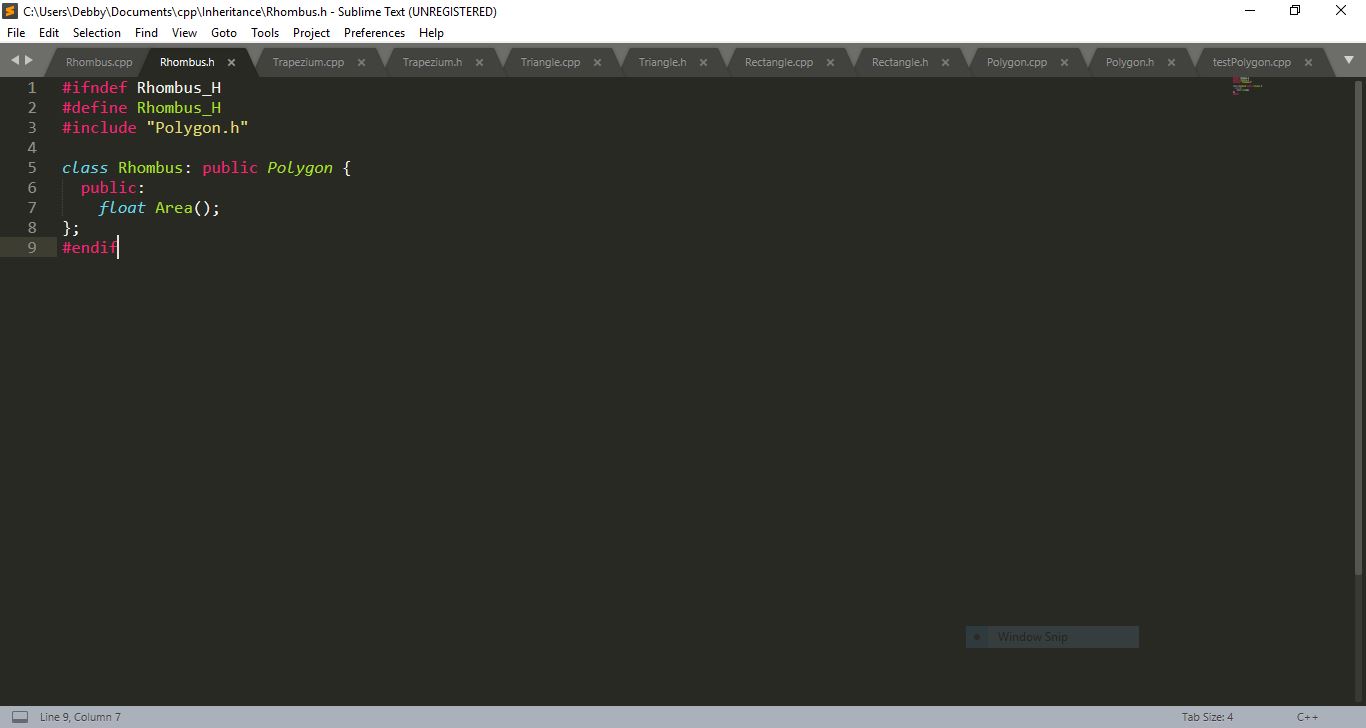 C:\Users\Debby\Documents\cpp\Inheritance\Rhombus.h - Sublime Text (UNREGISTERED)
File Edit Selection Find View Goto Tools Project Preferences Help
Rhombus.cpp Rhombus.h Trapezium.cpp Trapezium.h Triangle.cpp Triangle.h Rectangle.cpp Rectangle.h Polygon.cpp Polygon.h testPolygon.cpp
1 #ifndef Rhombus_H
2 #define Rhombus_H
3 #include "Polygon.h"
4
5 class Rhombus: public Polygon {
6 public:
7 float Area();
8 };
9 #endif
Window Snip
Line 9, Column 7 Tab Size: 4 C++